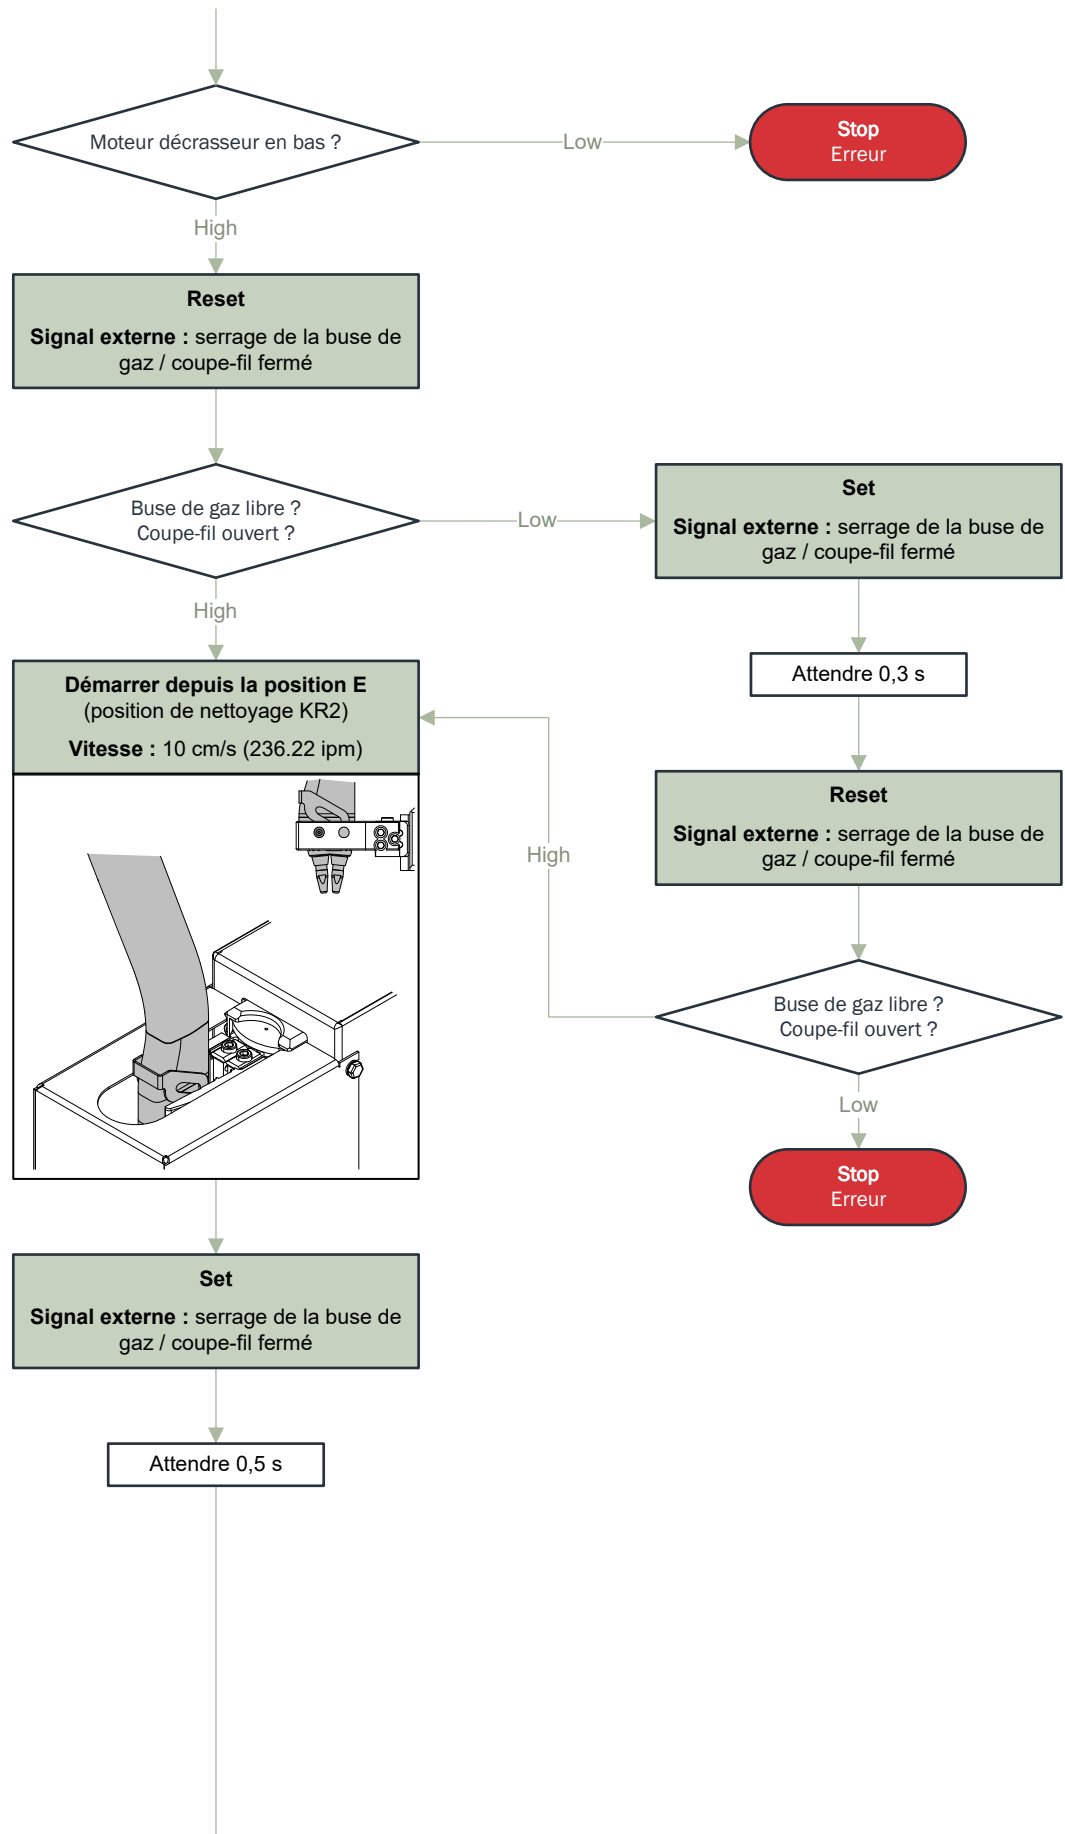 Moteur décrasseur en bas ?
Low
Stop
Erreur
High
Reset
Signal externe : serrage de la buse de
gaz / coupe-fil fermé
Buse de gaz libre ?
Coupe-fil ouvert ?
Low
Set
Signal externe : serrage de la buse de
gaz / coupe-fil fermé
High
Attendre 0,3 s
Démarrer depuis la position E
(position de nettoyage KR2)
Vitesse : 10 cm/s (236.22 ipm)
Reset
Signal externe : serrage de la buse de
gaz / coupe-fil fermé
High
Buse de gaz libre ?
Coupe-fil ouvert ?
Low
Stop
Erreur
Set
Signal externe : serrage de la buse de
gaz / coupe-fil fermé
Attendre 0,5 s